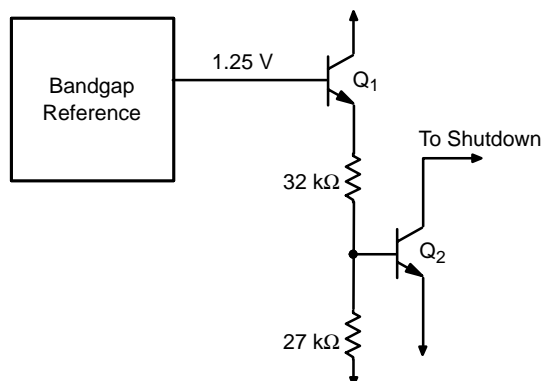 1.25 V
Q1
Bandgap
Reference
To Shutdown
32 kΩ
Q2
27 kΩ